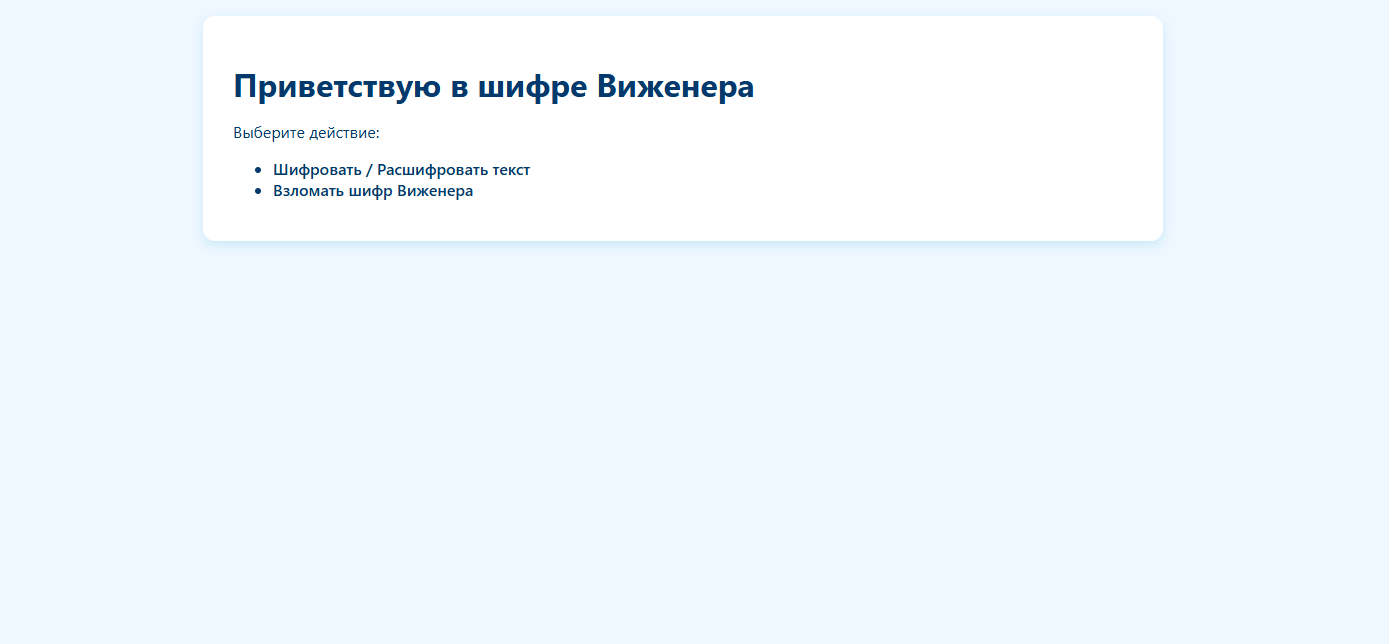 Приветствую в шифре Виженера
Выберите действие:
Шифровать / Расшифровать текст
Взломать шифр Виженера